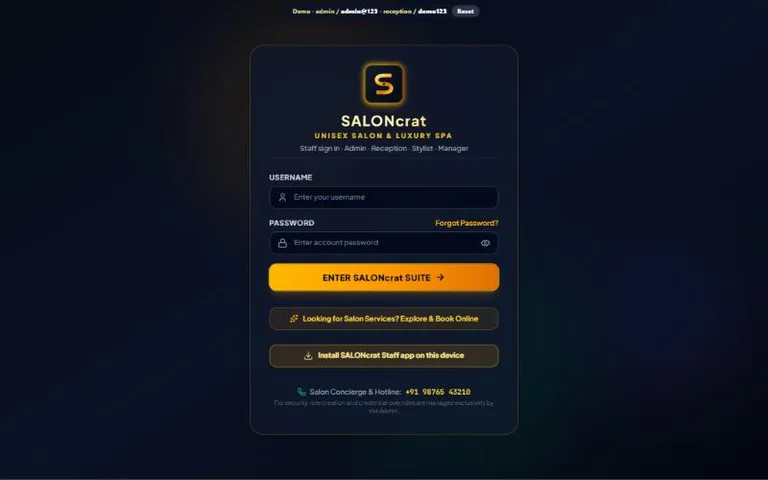 Demo · admin / admin@123 · reception / demo123 Reset
S
SALONcrat
UNISEX SALON & LUXURY SPA
Staff sign in · Admin · Reception · Stylist · Manager
USERNAME
Enter your username
PASSWORD Forgot Password?
Enter account password
ENTER SALONcrat SUITE →
Looking for Salon Services? Explore & Book Online
Install SALONcrat Staff app on this device
Salon Concierge & Hotline: +91 98765 43210
For security, role creation and credential overrides are managed exclusively by
the Admin.